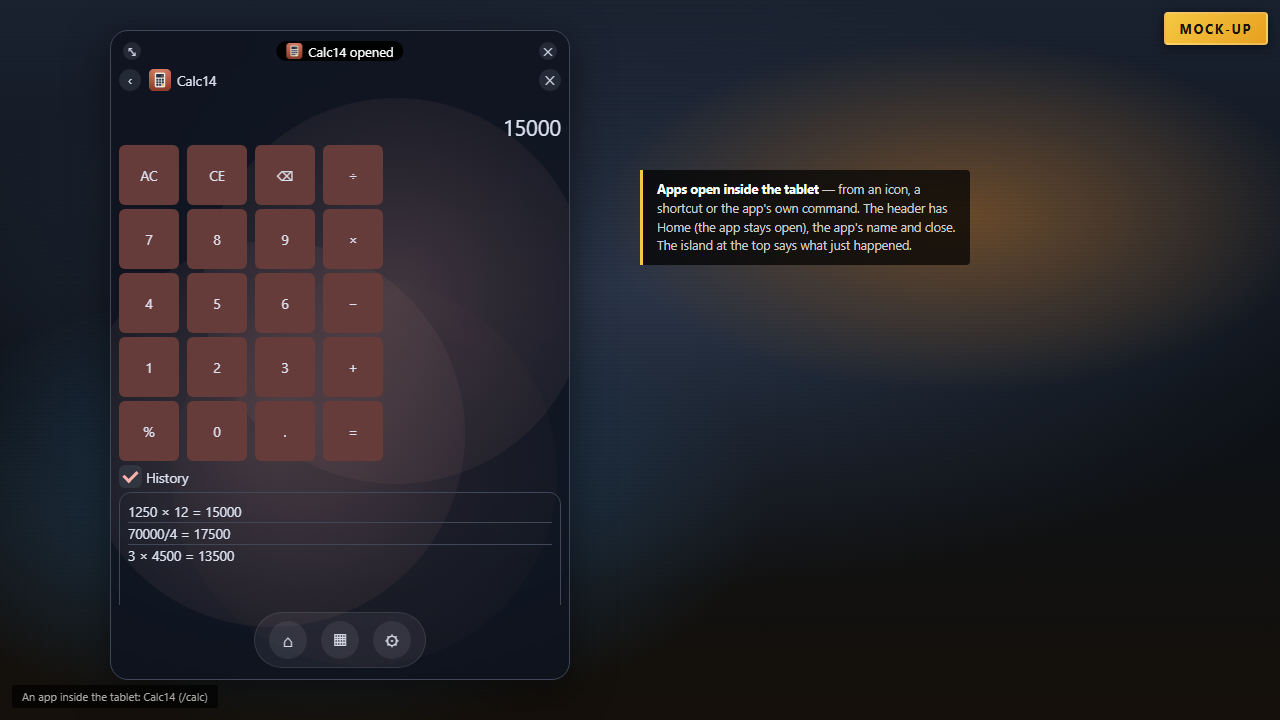 MOCK-UP
Calc14 opened
Calc14
15000
AC CE ⌫ ÷
7 8 9 ×
4 5 6 −
1 2 3 +
% 0 . =
History
1250 × 12 = 15000
70000/4 = 17500
3 × 4500 = 13500
Apps open inside the tablet — from an icon, a
shortcut or the app's own command. The header has
Home (the app stays open), the app's name and close.
The island at the top says what just happened.
An app inside the tablet: Calc14 (/calc)